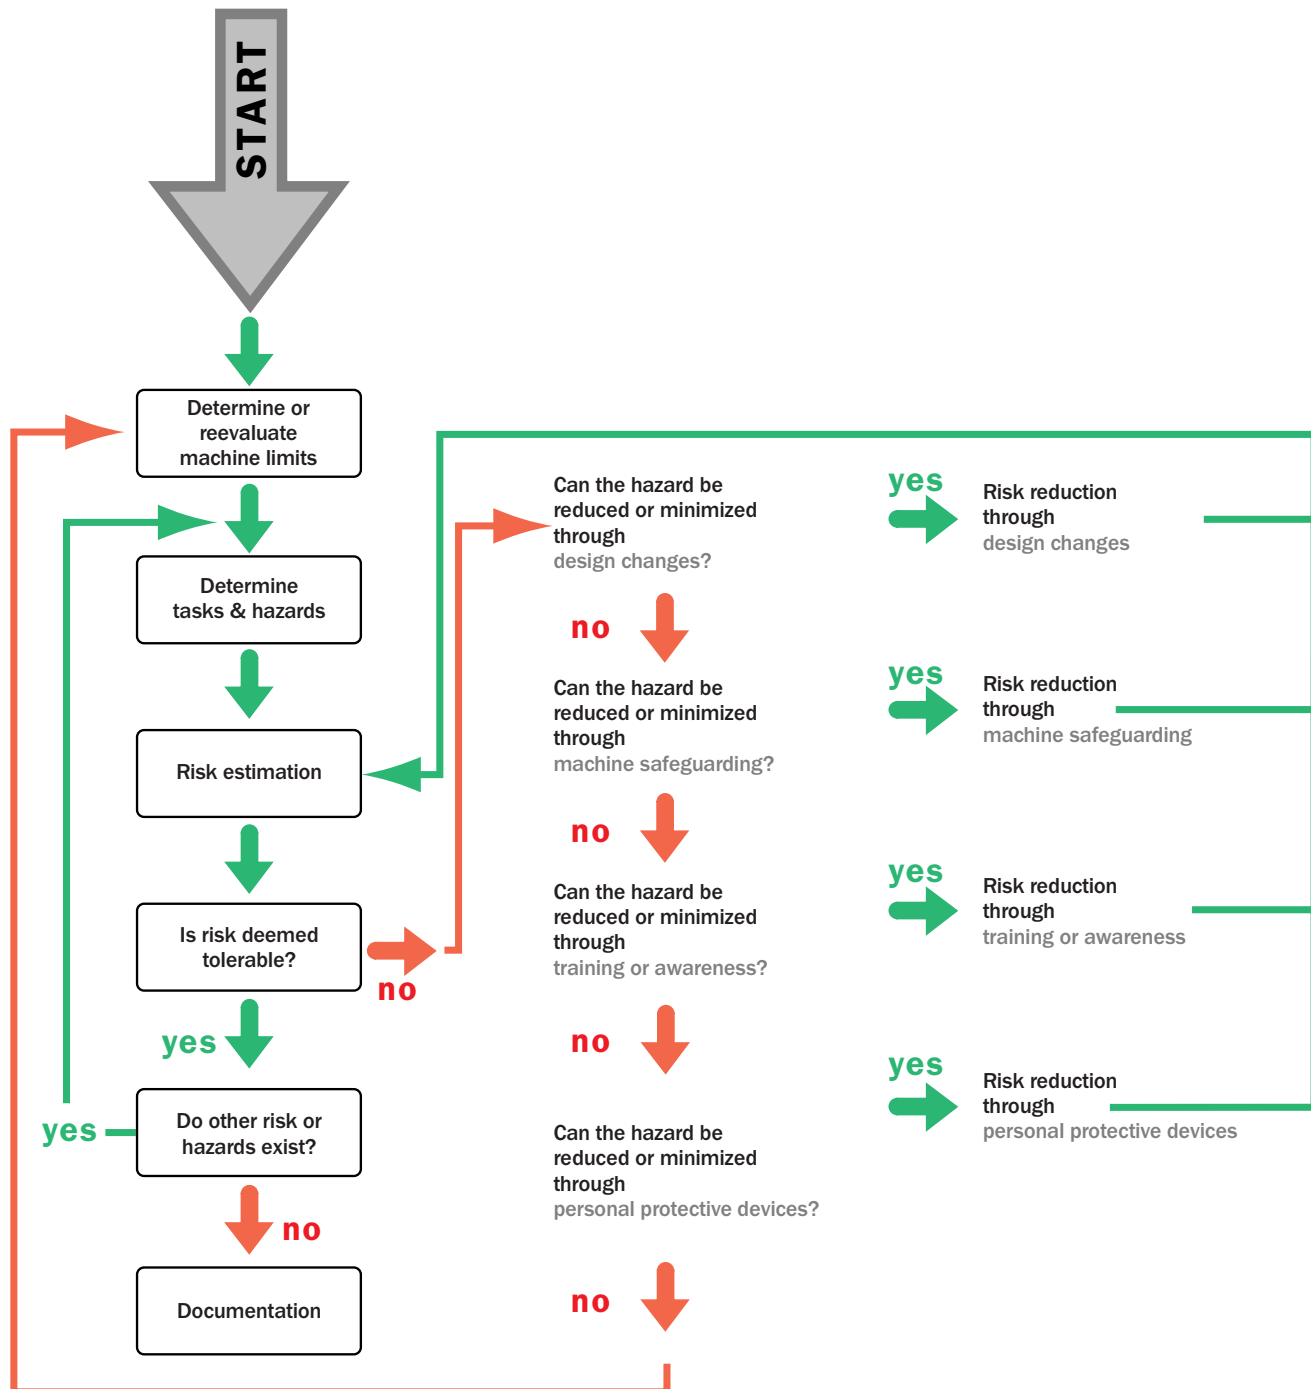 START
Determine or
reevaluate
machine limits
Determine
tasks & hazards
Risk estimation
Is risk deemed
tolerable?
no
yes
Do other risk or
hazards exist?
yes
no
Documentation
Can the hazard be
reduced or minimized
through
design changes?
yes
Risk reduction
through
design changes
no
Can the hazard be
reduced or minimized
through
machine safeguarding?
yes
Risk reduction
through
machine safeguarding
no
Can the hazard be
reduced or minimized
through
training or awareness?
yes
Risk reduction
through
training or awareness
no
Can the hazard be
reduced or minimized
through
personal protective devices?
yes
Risk reduction
through
personal protective devices
no